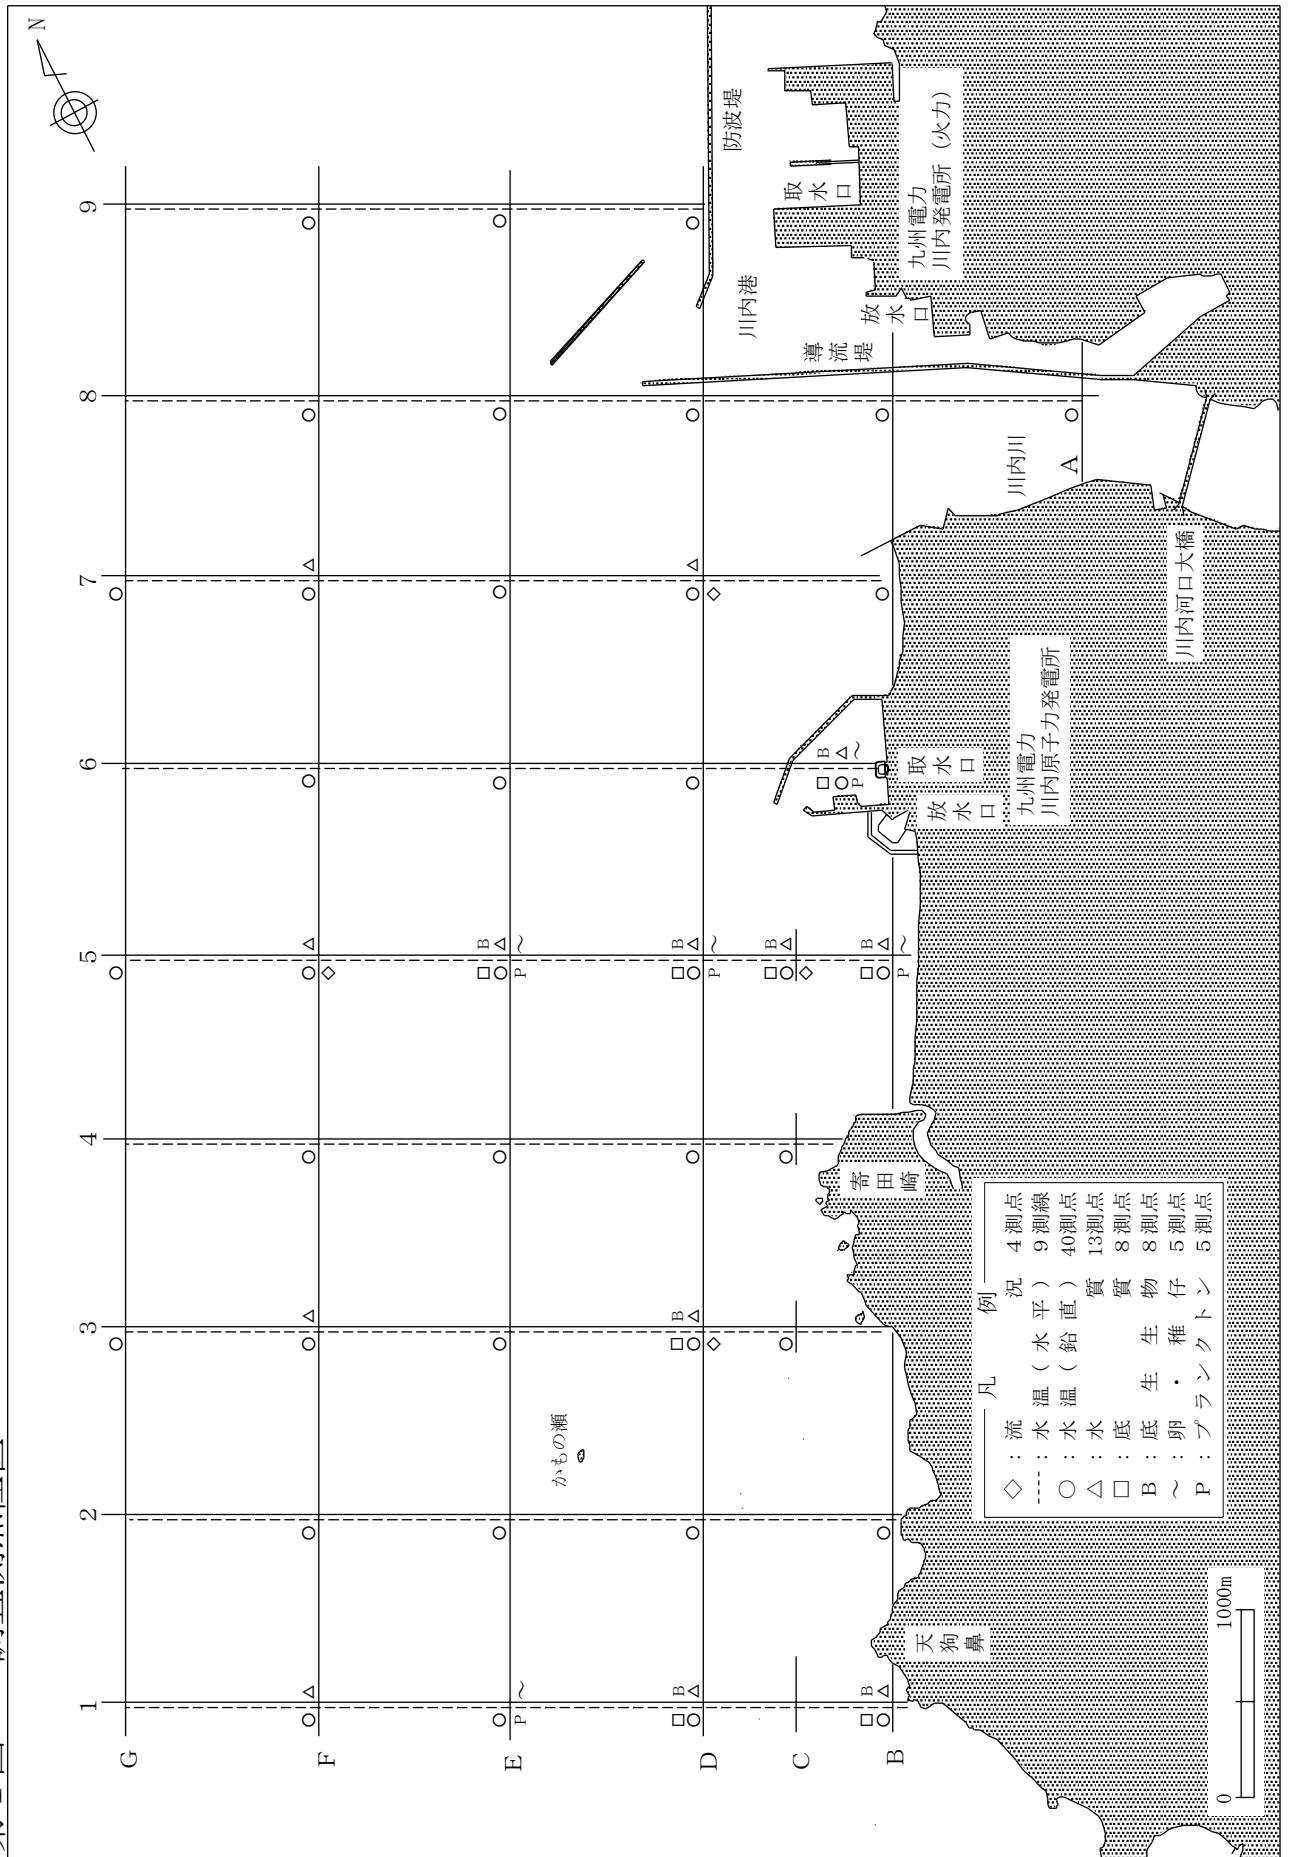 N
1
2
3
4
5
6
7
8
9
G
F
E
D
C
B
A
防波堤
取水口
九州電力
川内発電所（火力）
川内港
放水口
導流堤
川内川
川内河口大橋
取水口
放水口
九州電力
川内原子力発電所
寄田崎
かもの瀬
天狗鼻
凡例
◇：流況 4測点
----：水温（水平） 9測線
○：水温（鉛直） 40測点
△：水質 13測点
□：底質 8測点
B：底生生物 8測点
～：卵・稚仔 5測点
P：プランクトン 5測点
0 1000m
B
B
B
B
B
B
B
B
P
P
P
P
P